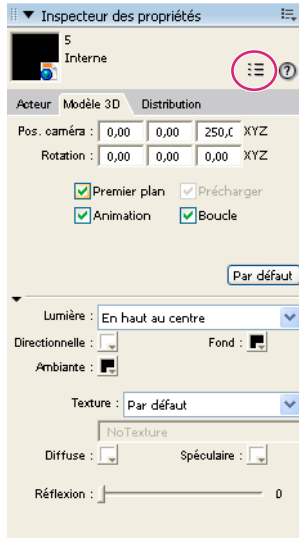 Inspecteur des propriétés
5
Interne
?
Acteur Modèle 3D Distribution
Pos. caméra : 0,00 0,00 250,( XYZ
Rotation : 0,00 0,00 0,00 XYZ
Premier plan Précharger
Animation Boucle
Par défaut
Lumière : En haut au centre
Directionnelle : Fond :
Ambiante :
Texture : Par défaut
NoTexture
Diffuse : Spéculaire :
Réflexion : 0